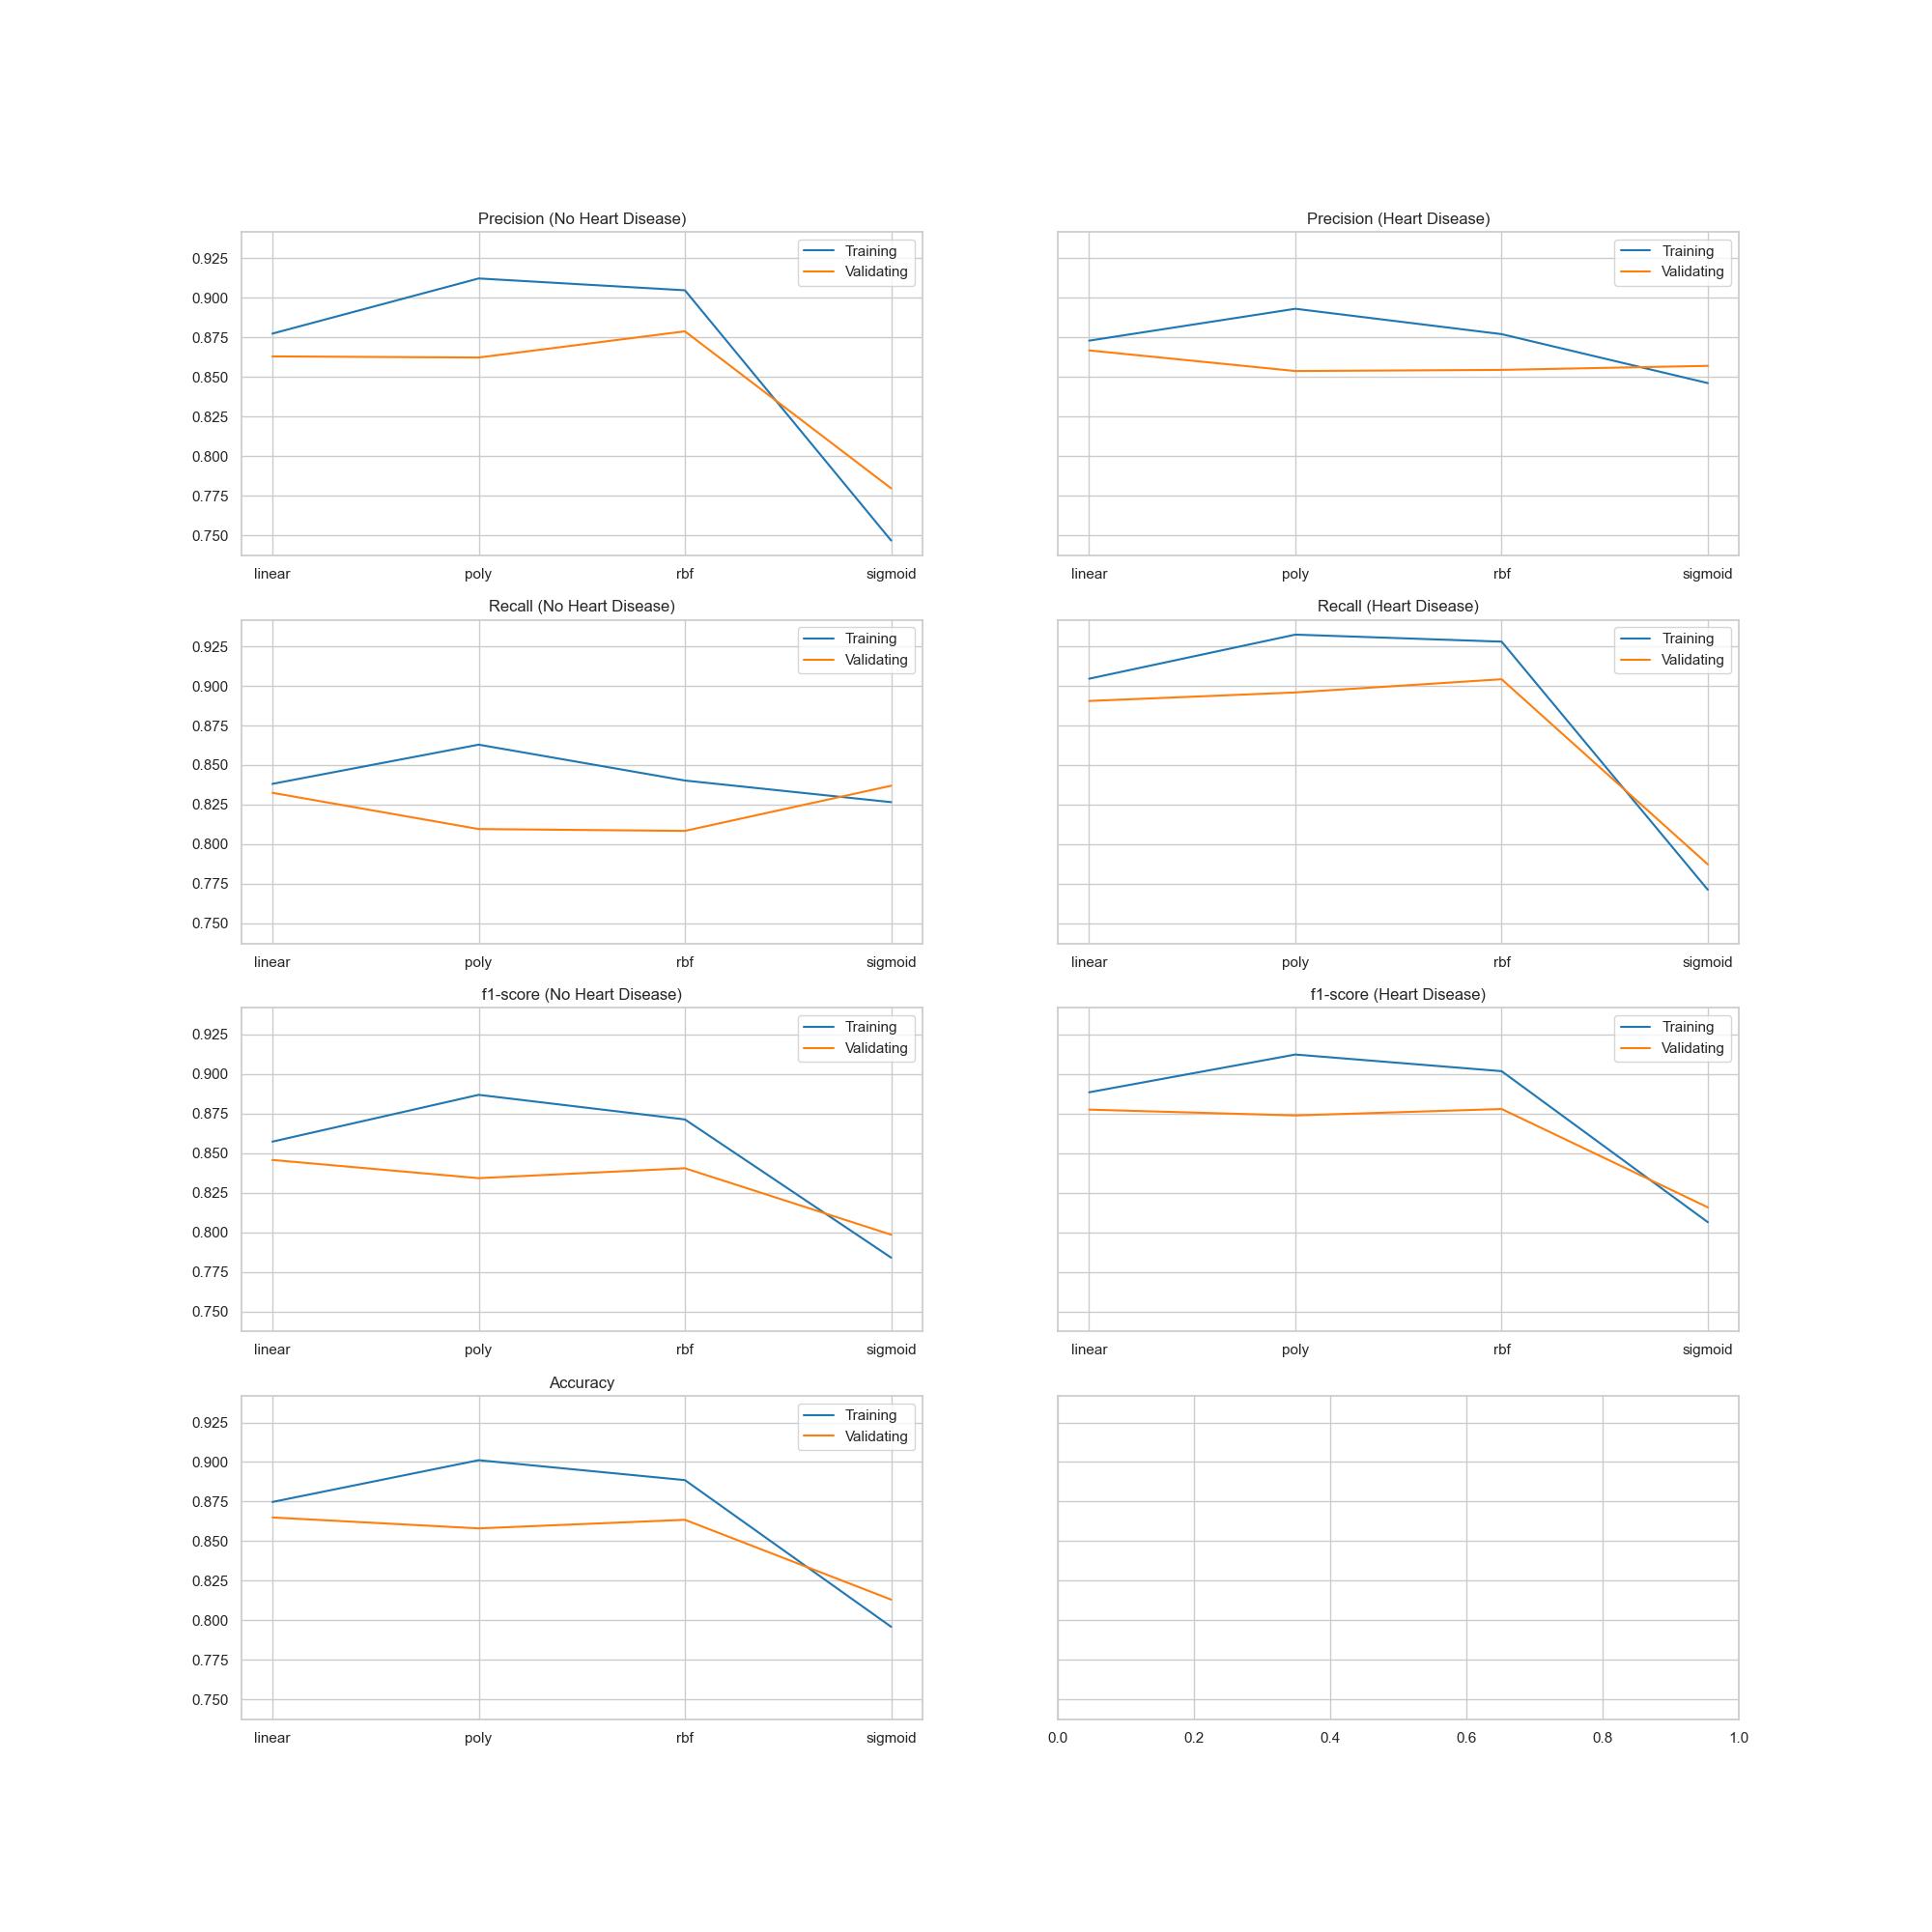 Precision (No Heart Disease)
0.925
0.900
0.875
0.850
0.825
0.800
0.775
0.750
Training
Validating
linear poly rbf sigmoid
Precision (Heart Disease)
Training
Validating
linear poly rbf sigmoid
Recall (No Heart Disease)
0.925
0.900
0.875
0.850
0.825
0.800
0.775
0.750
Training
Validating
linear poly rbf sigmoid
Recall (Heart Disease)
Training
Validating
linear poly rbf sigmoid
f1-score (No Heart Disease)
0.925
0.900
0.875
0.850
0.825
0.800
0.775
0.750
Training
Validating
linear poly rbf sigmoid
f1-score (Heart Disease)
Training
Validating
linear poly rbf sigmoid
Accuracy
0.925
0.900
0.875
0.850
0.825
0.800
0.775
0.750
Training
Validating
linear poly rbf sigmoid
0.0 0.2 0.4 0.6 0.8 1.0